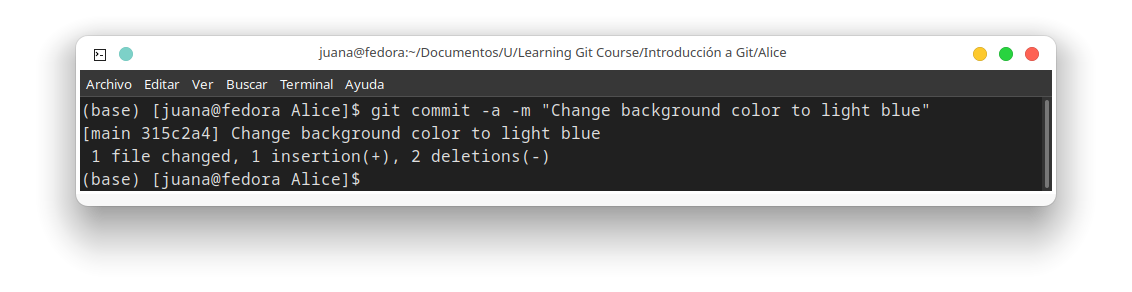 juana@fedora:~/Documentos/U/Learning Git Course/Introducción a Git/Alice
Archivo Editar Ver Buscar Terminal Ayuda
(base) [juana@fedora Alice]$ git commit -a -m "Change background color to light blue"
[main 315c2a4] Change background color to light blue
 1 file changed, 1 insertion(+), 2 deletions(-)
(base) [juana@fedora Alice]$